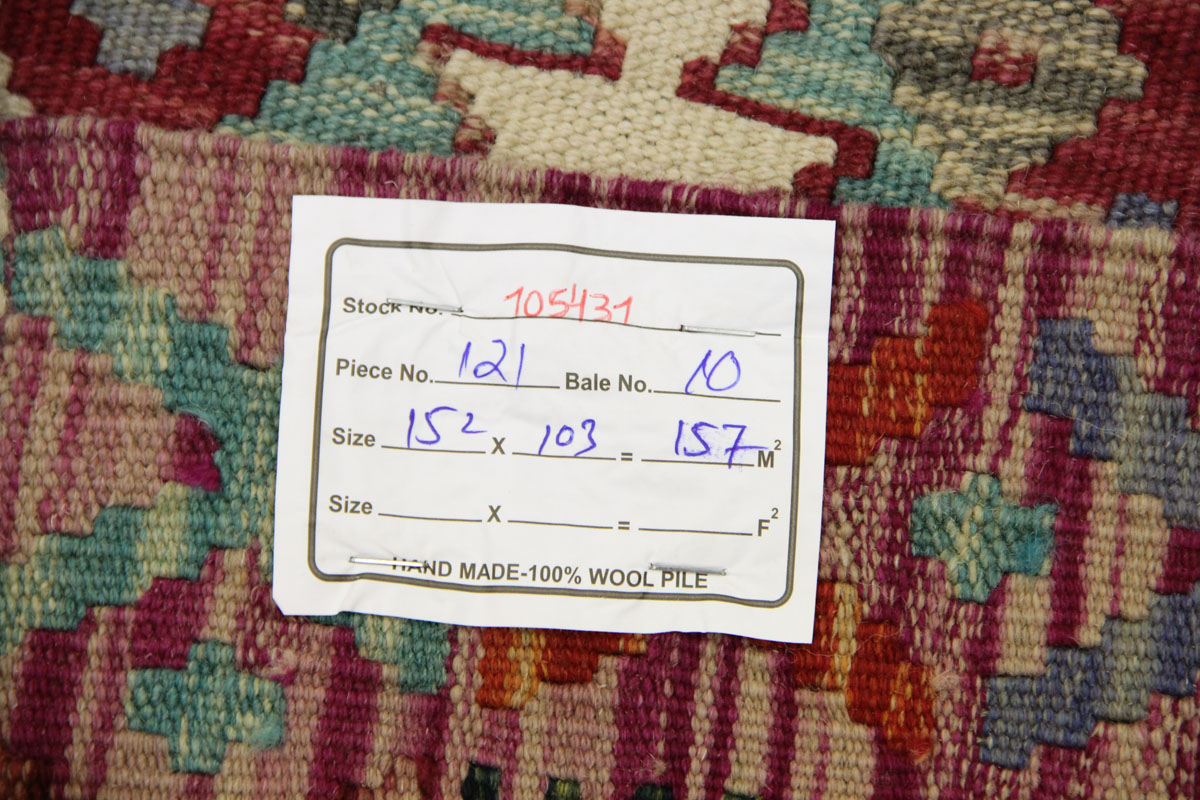 Stock No. 105431
Piece No. 121 Bale No. 10
Size 152 X 103 = 157 M²
Size X = F²
HAND MADE-100% WOOL PILE